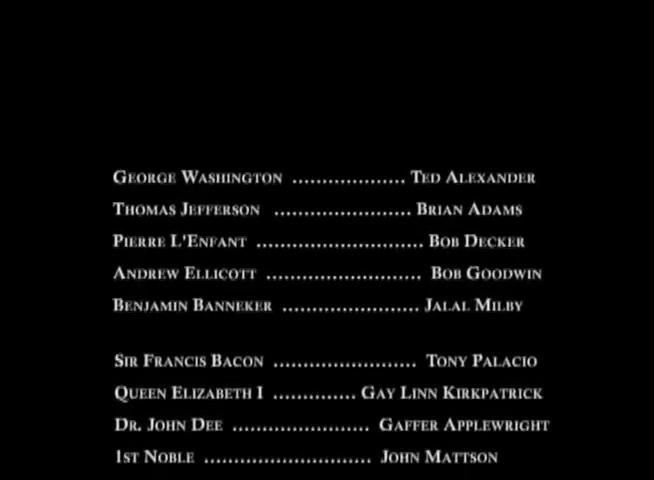 George Washington ................... Ted Alexander
Thomas Jefferson ....................... Brian Adams
Pierre L'Enfant ............................ Bob Decker
Andrew Ellicott .......................... Bob Goodwin
Benjamin Banneker ....................... Jalal Milby
Sir Francis Bacon ........................ Tony Palacio
Queen Elizabeth I .............. Gay Linn Kirkpatrick
Dr. John Dee ....................... Gaffer Applewright
1st Noble ............................ John Mattson